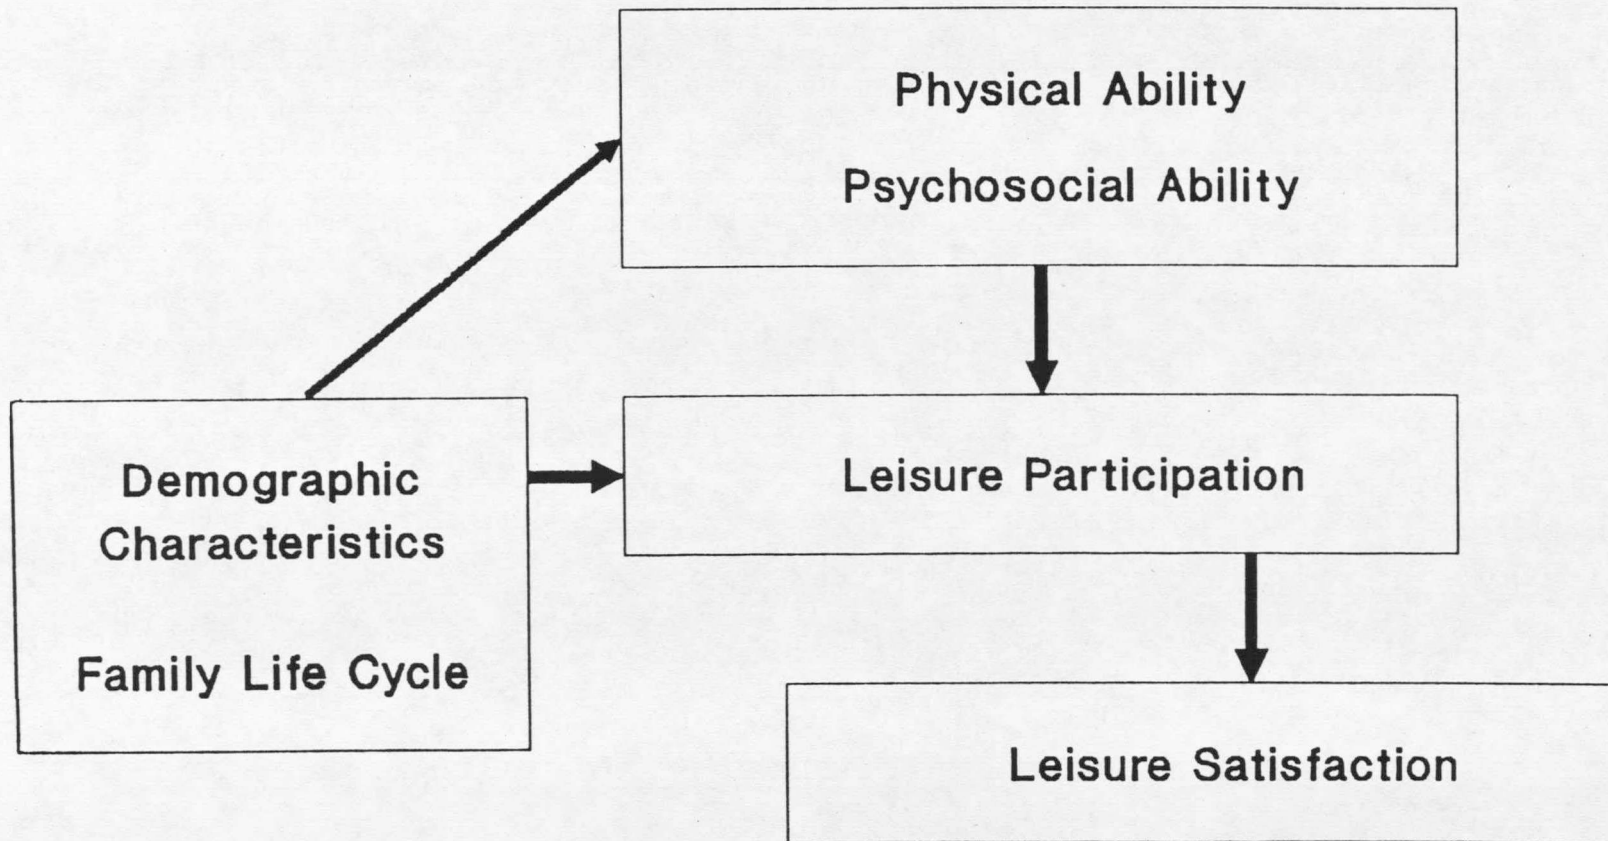 Physical Ability
Psychosocial Ability
Demographic
Characteristics
Family Life Cycle
Leisure Participation
Leisure Satisfaction